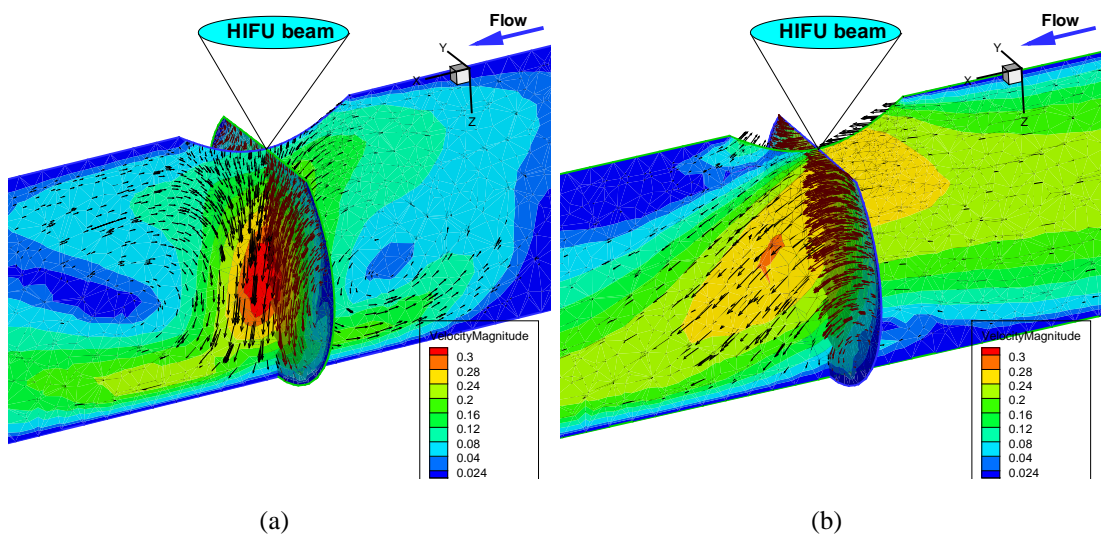 HIFU beam
Flow
Y
X
Z
VelocityMagnitude
0.3
0.28
0.24
0.2
0.16
0.12
0.08
0.04
0.024
(a)
HIFU beam
Flow
Y
X
Z
VelocityMagnitude
0.3
0.28
0.24
0.2
0.16
0.12
0.08
0.04
0.024
(b)